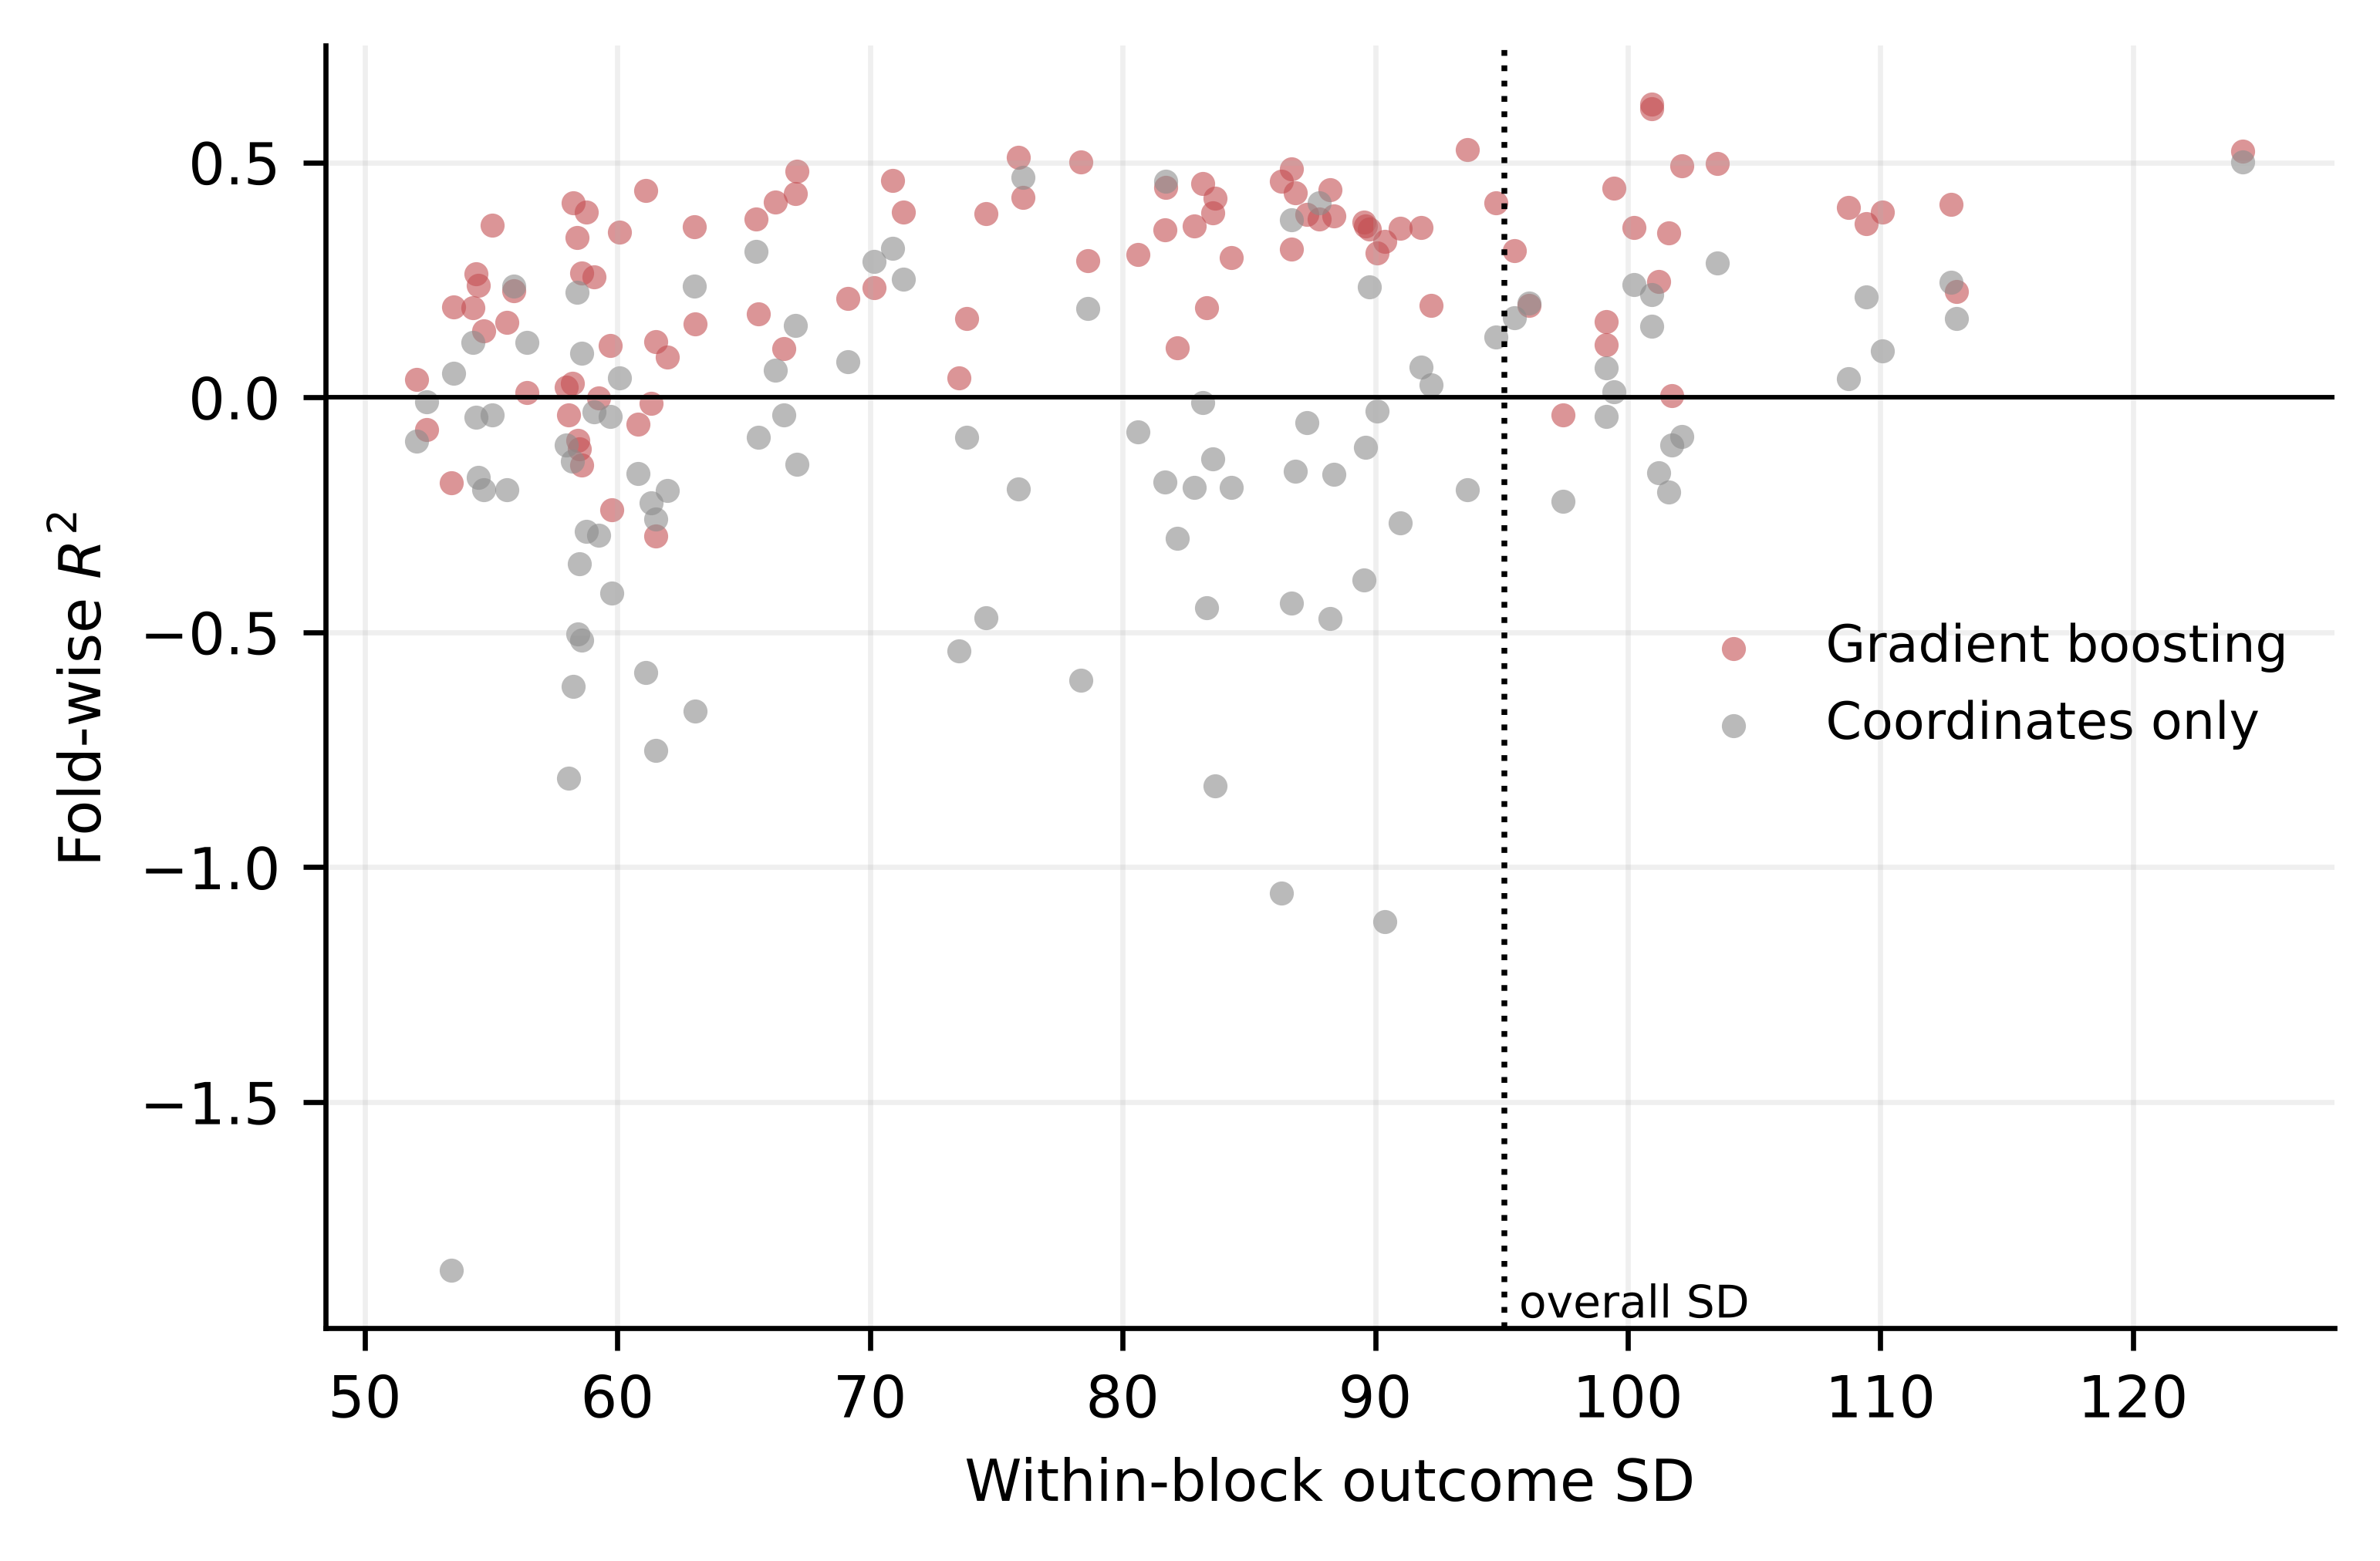 0.5
0.0
−0.5
−1.0
−1.5
Fold-wise R²
Gradient boosting
Coordinates only
overall SD
50 60 70 80 90 100 110 120
Within-block outcome SD